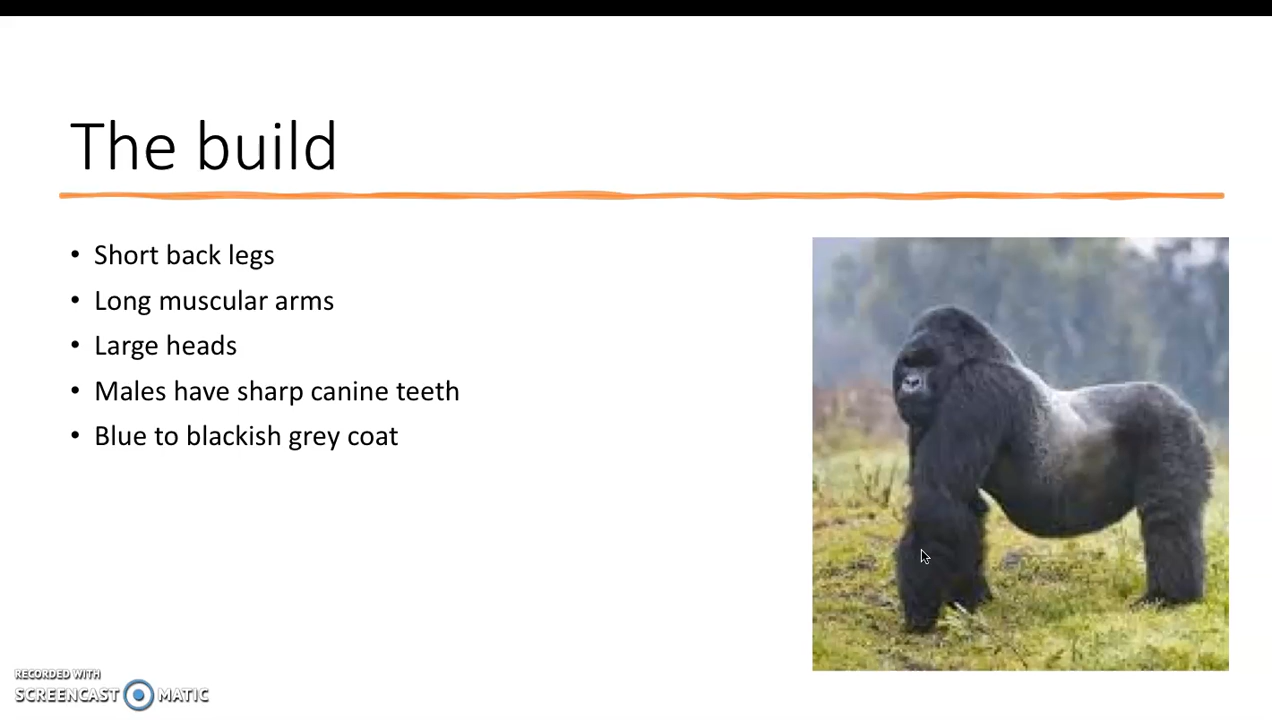 The build
• Short back legs
• Long muscular arms
• Large heads
• Males have sharp canine teeth
• Blue to blackish grey coat
RECORDED WITH
SCREENCAST MATIC